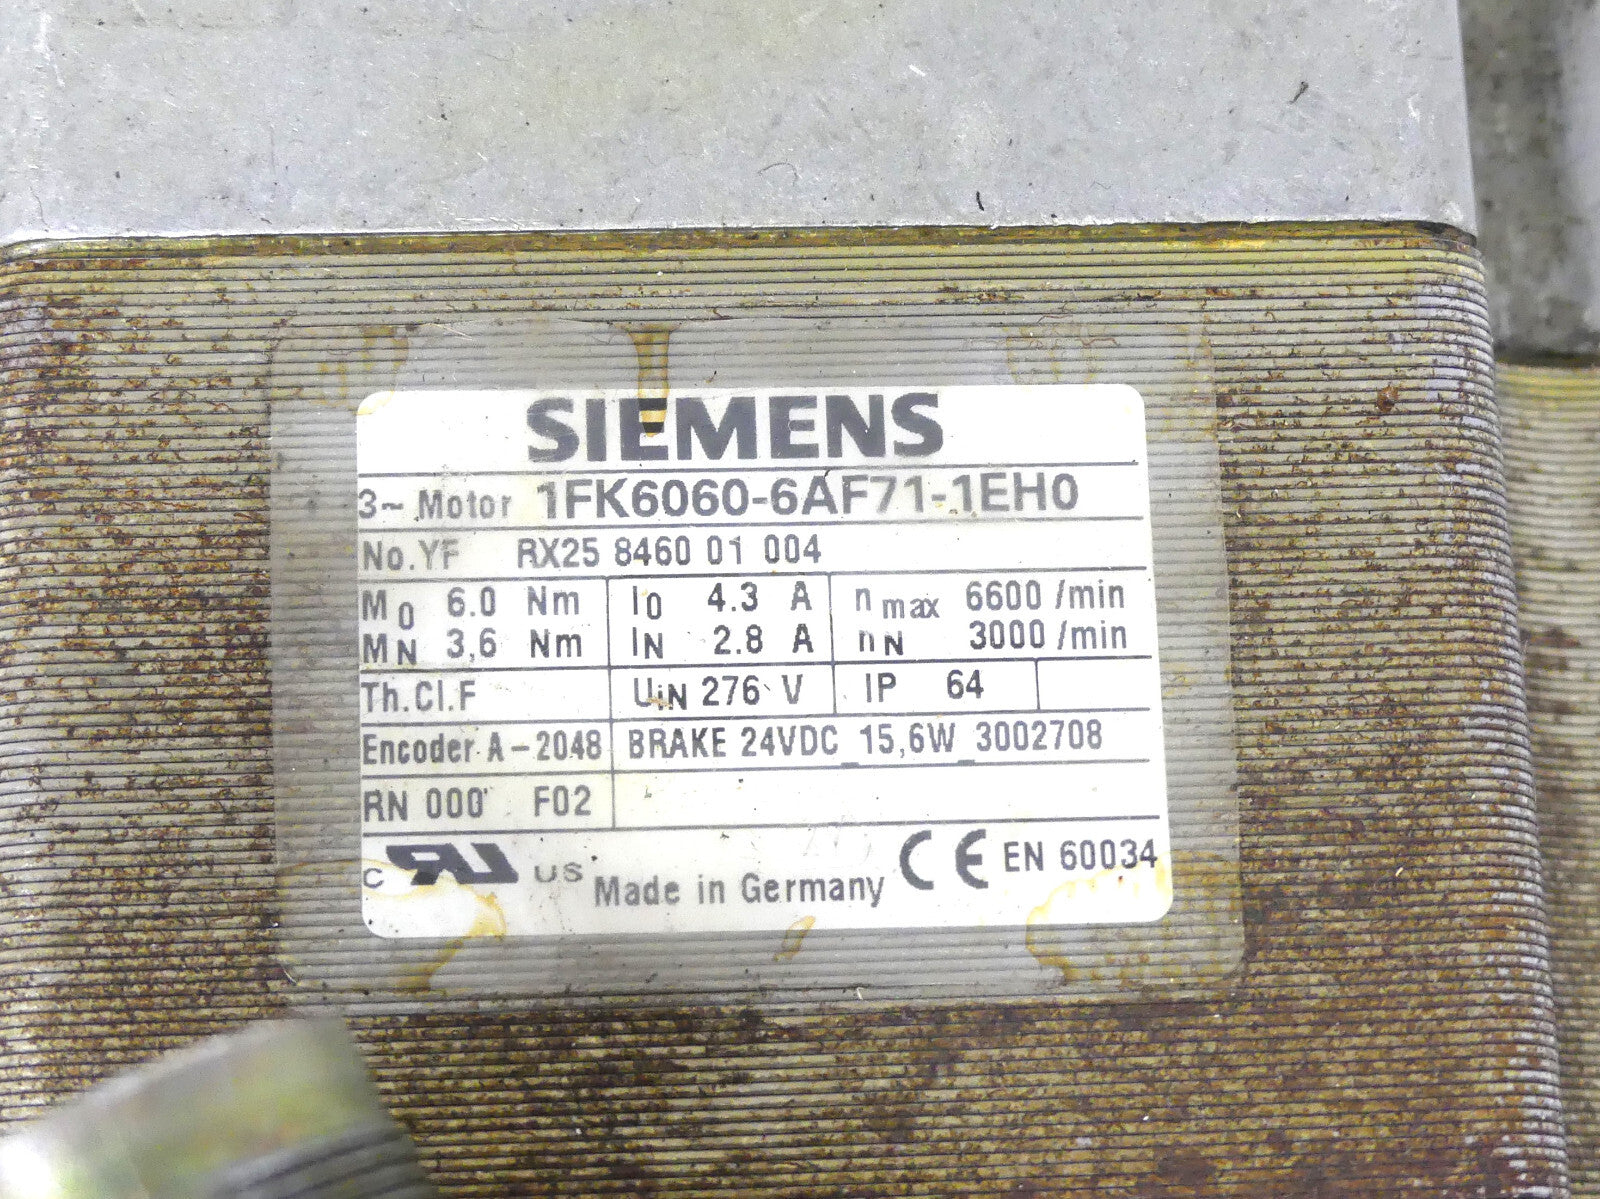 SIEMENS
3~ Motor 1FK6060-6AF71-1EH0
No.YF RX25 8460 01 004
M0 6.0 Nm I0 4.3 A nmax 6600 /min
MN 3,6 Nm IN 2.8 A nN 3000 /min
Th.Cl.F UiN 276 V IP 64
Encoder A-2048 BRAKE 24VDC 15,6W 3002708
RN 000 F02
c RU US Made in Germany CE EN 60034